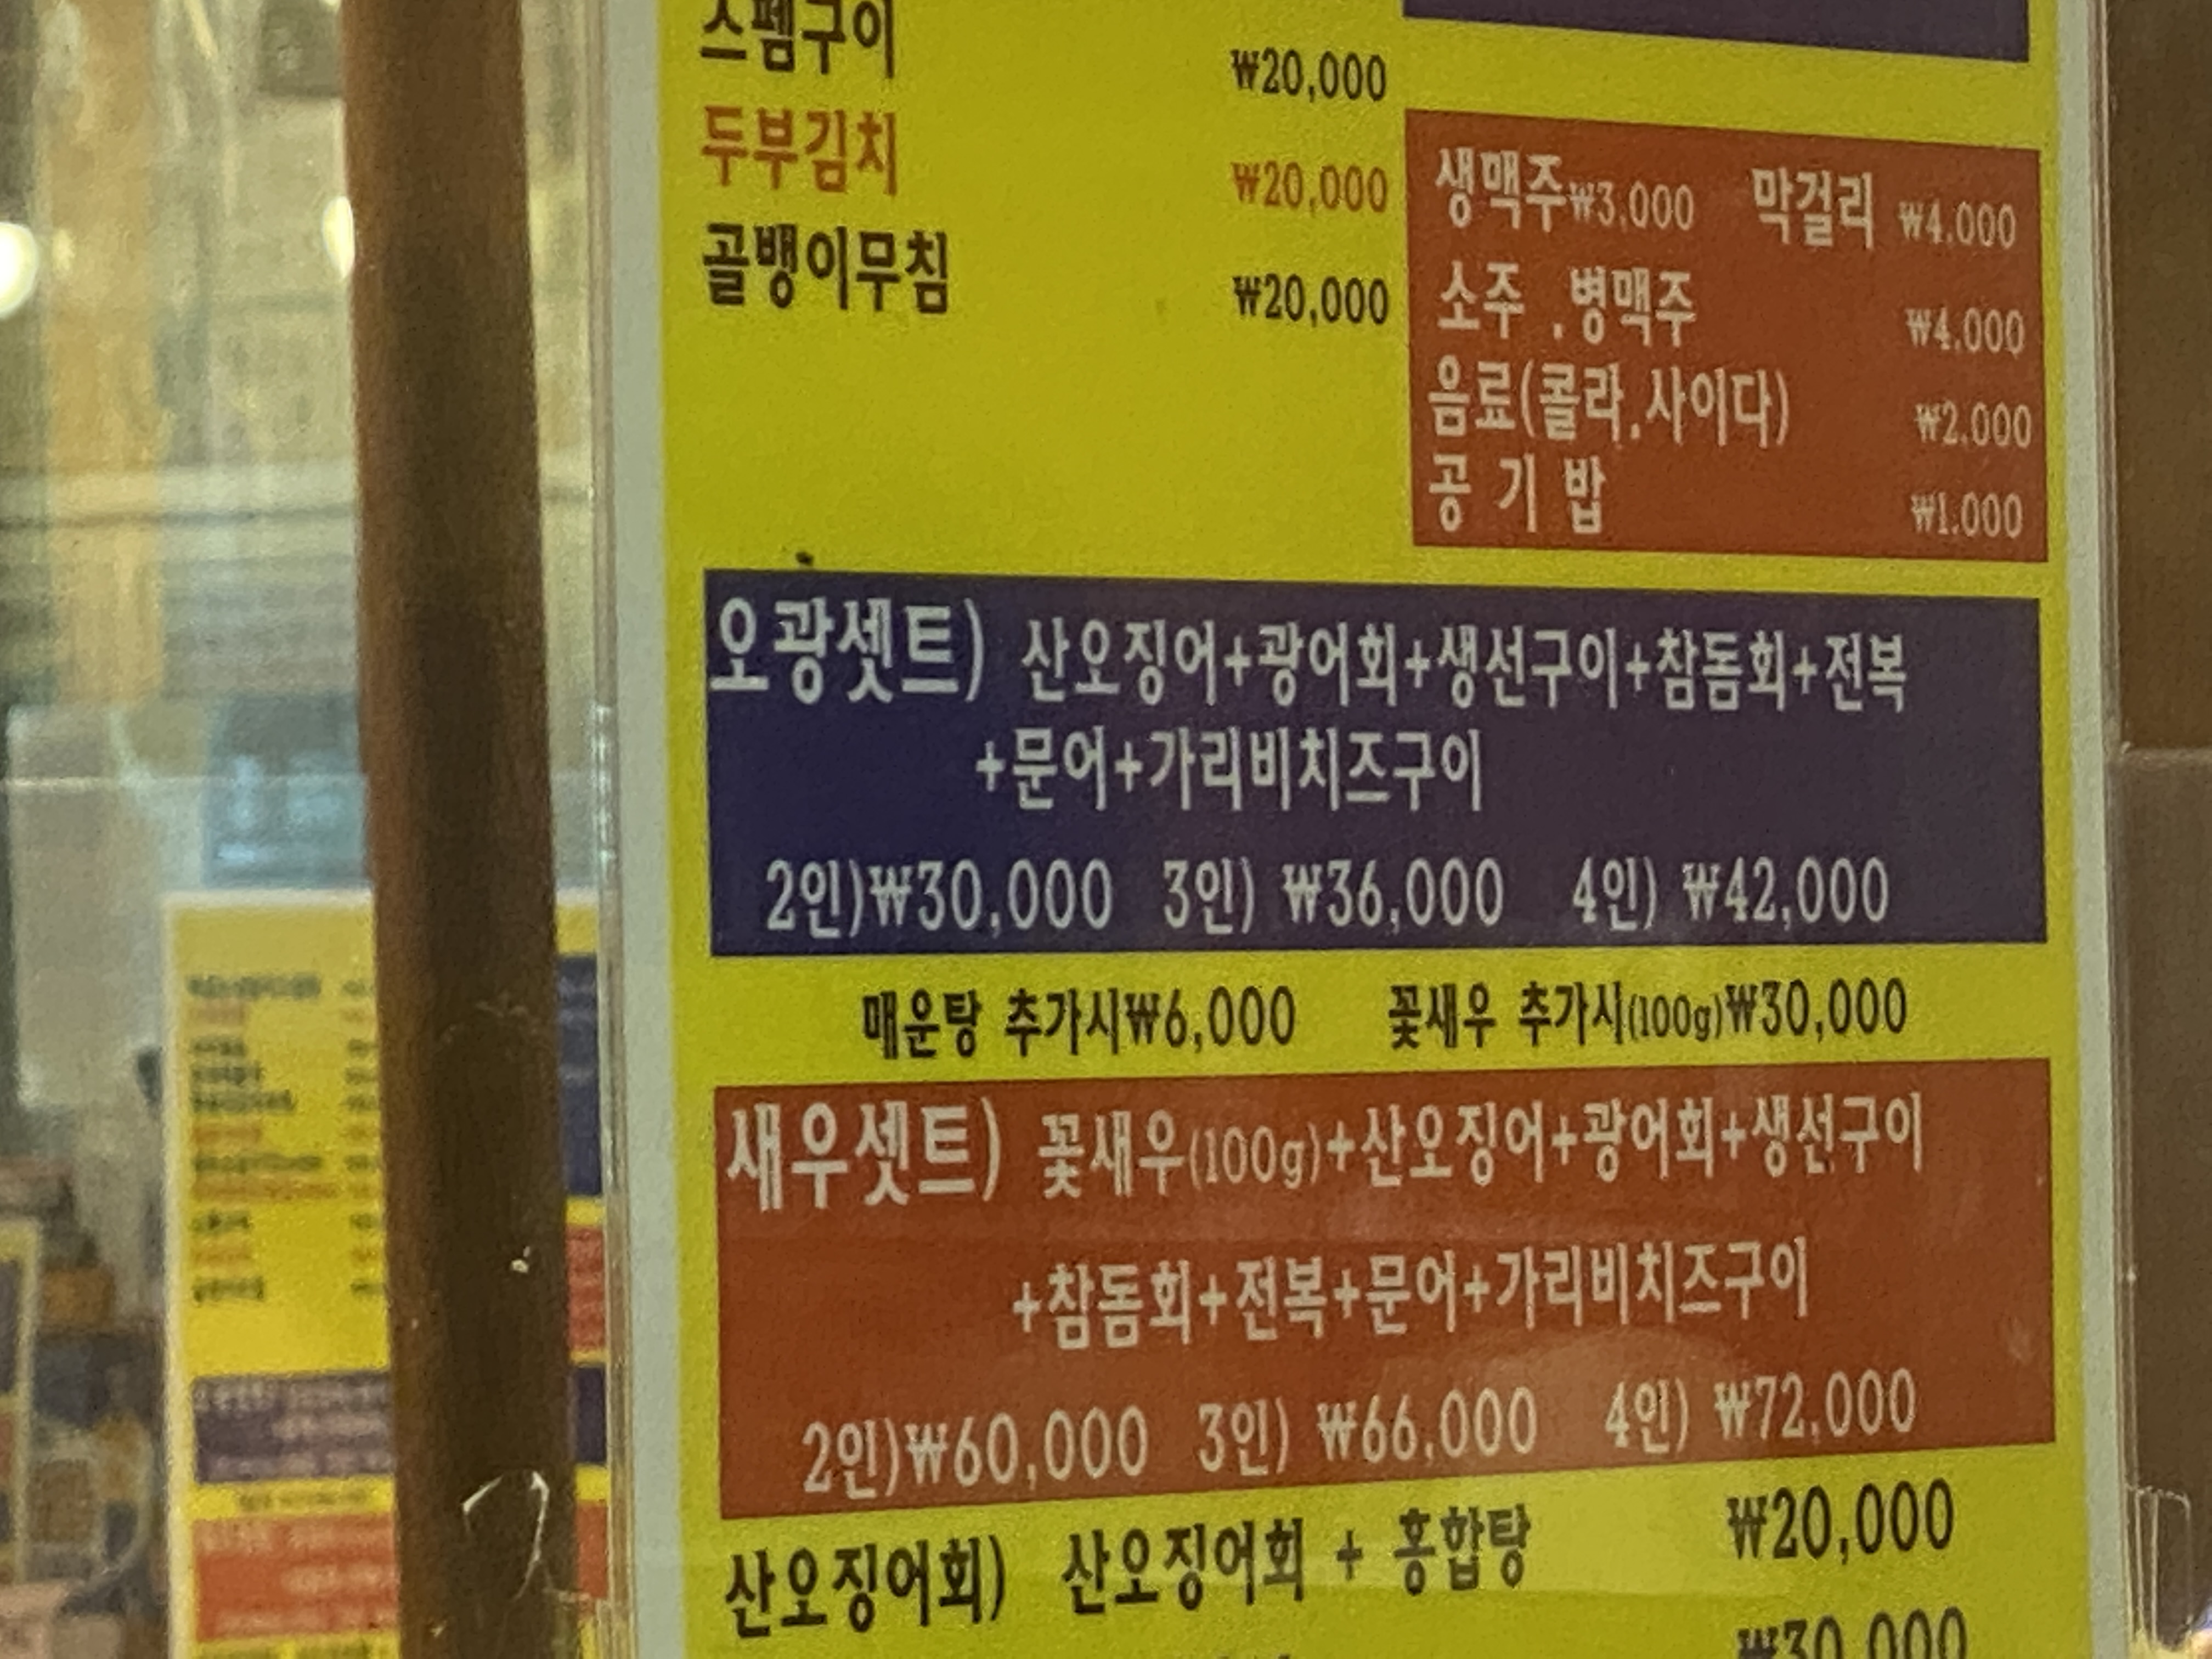 스펨구이 ₩20,000
두부김치 ₩20,000
골뱅이무침 ₩20,000
생맥주₩3,000 막걸리 ₩4.000
소주 .병맥주 ₩4.000
음료(콜라.사이다) ₩2.000
공 기 밥 ₩1.000
오광셋트) 산오징어+광어회+생선구이+참돔회+전복
+문어+가리비치즈구이
2인)₩30,000 3인) ₩36,000 4인) ₩42,000
매운탕 추가시₩6,000 꽃새우 추가시(100g)₩30,000
새우셋트) 꽃새우(100g)+산오징어+광어회+생선구이
+참돔회+전복+문어+가리비치즈구이
2인)₩60,000 3인) ₩66,000 4인) ₩72,000
산오징어회) 산오징어회 + 홍합탕 ₩20,000
₩30,000